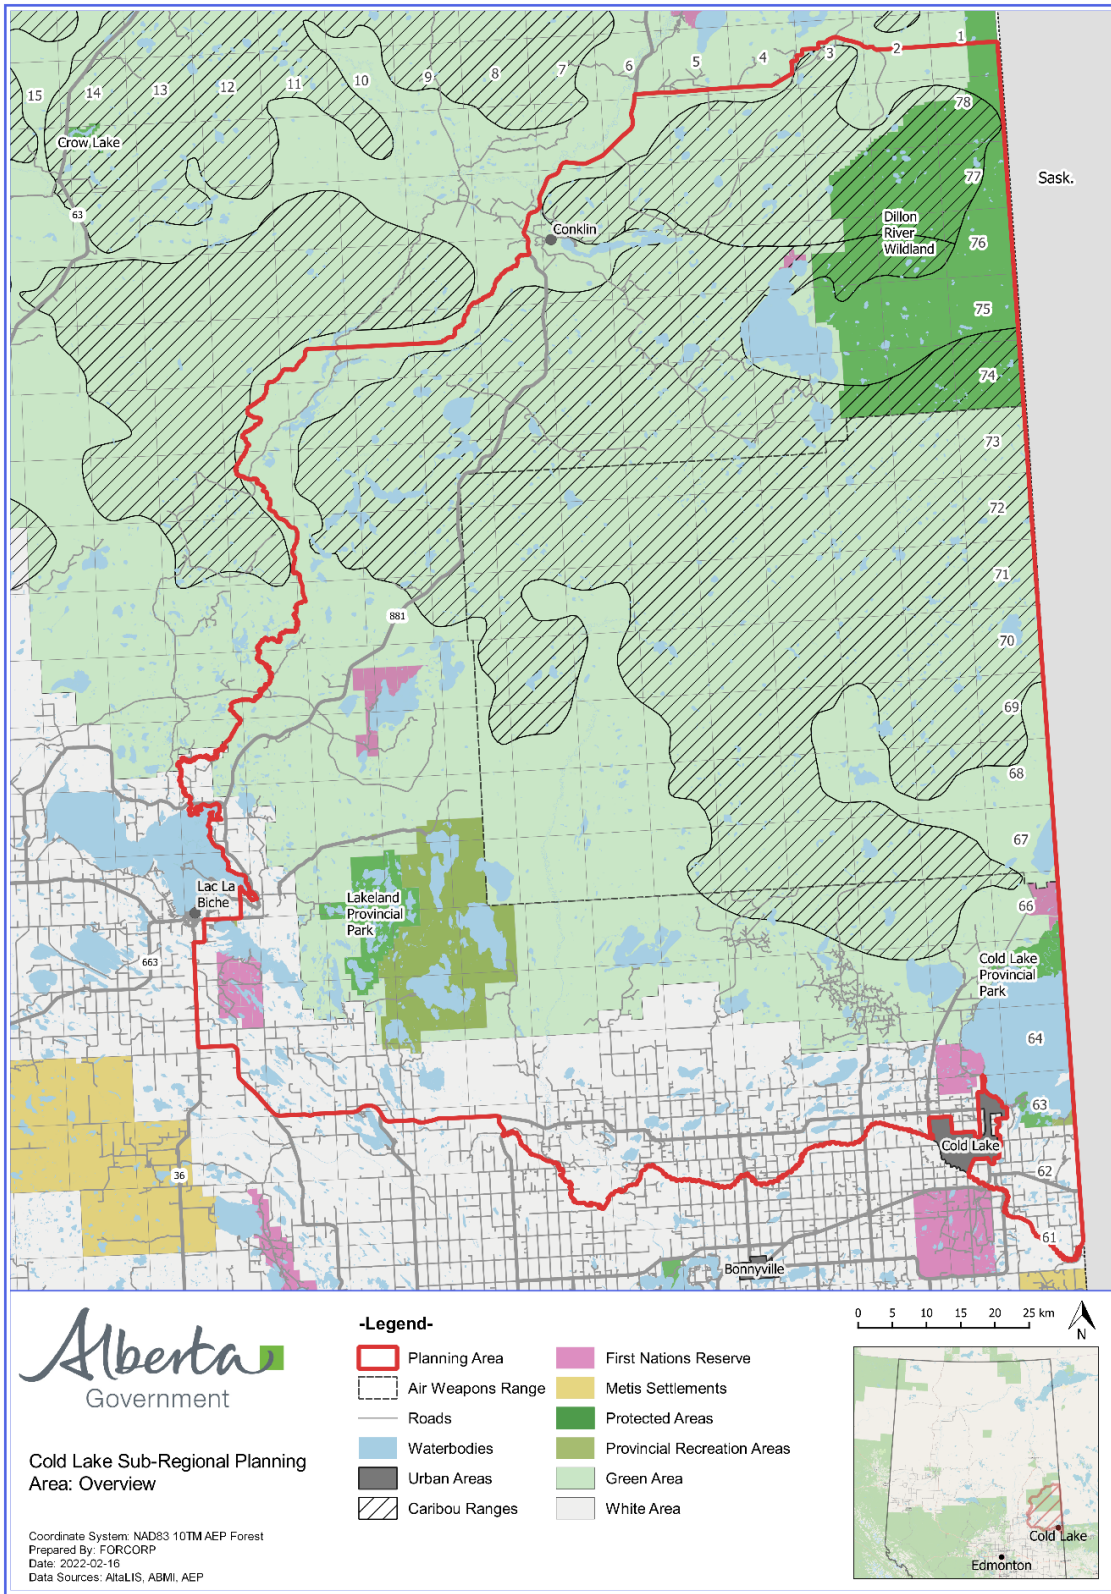 1
2
3
4
5
6
7
8
9
10
11
12
13
14
15
78
Crow Lake
77
Sask.
63
Dillon
River
Wildland
Conklin
76
75
74
73
72
71
881
70
69
68
67
Lac La
Biche
Lakeland
Provincial
Park
66
663
Cold Lake
Provincial
Park
64
63
Cold Lake
62
36
61
Bonnyville
Alberta
Government
Cold Lake Sub-Regional Planning
Area: Overview
Coordinate System: NAD83 10TM AEP Forest
Prepared By: FORCORP
Date: 2022-02-16
Data Sources: AltaLIS, ABMI, AEP
-Legend-
Planning Area
Air Weapons Range
Roads
Waterbodies
Urban Areas
Caribou Ranges
First Nations Reserve
Metis Settlements
Protected Areas
Provincial Recreation Areas
Green Area
White Area
0 5 10 15 20 25 km
N
Cold Lake
Edmonton